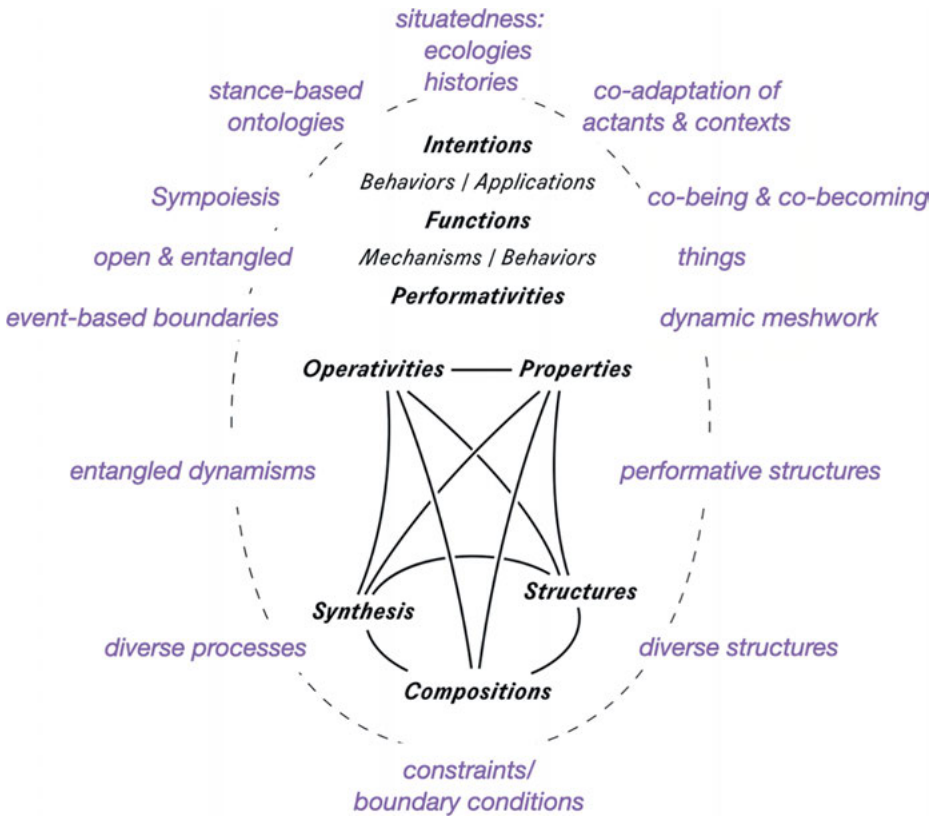 situatedness:
ecologies
histories
stance-based
ontologies
co-adaptation of
actants & contexts
Intentions
Behaviors / Applications
Sympoiesis
co-being & co-becoming
Functions
open & entangled
Mechanisms / Behaviors
things
Performativities
event-based boundaries
dynamic meshwork
Operativities
Properties
entangled dynamisms
performative structures
Synthesis
Structures
diverse processes
diverse structures
Compositions
constraints/
boundary conditions